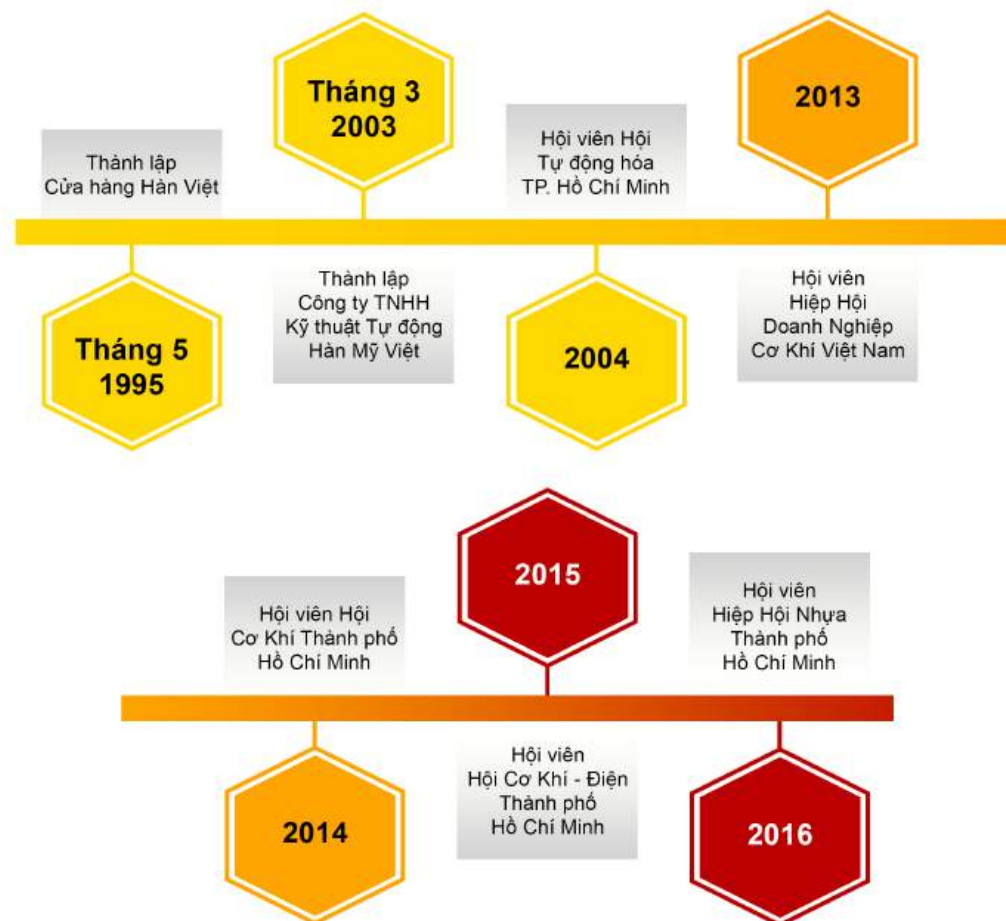 Tháng 5
1995
Thành lập
Cửa hàng Hàn Việt
Tháng 3
2003
Thành lập
Công ty TNHH
Kỹ thuật Tự động
Hàn Mỹ Việt
2004
Hội viên Hội
Tự động hóa
TP. Hồ Chí Minh
2013
Hội viên
Hiệp Hội
Doanh Nghiệp
Cơ Khí Việt Nam
2014
Hội viên Hội
Cơ Khí Thành phố
Hồ Chí Minh
2015
Hội viên
Hội Cơ Khí - Điện
Thành phố
Hồ Chí Minh
2016
Hội viên
Hiệp Hội Nhựa
Thành phố
Hồ Chí Minh